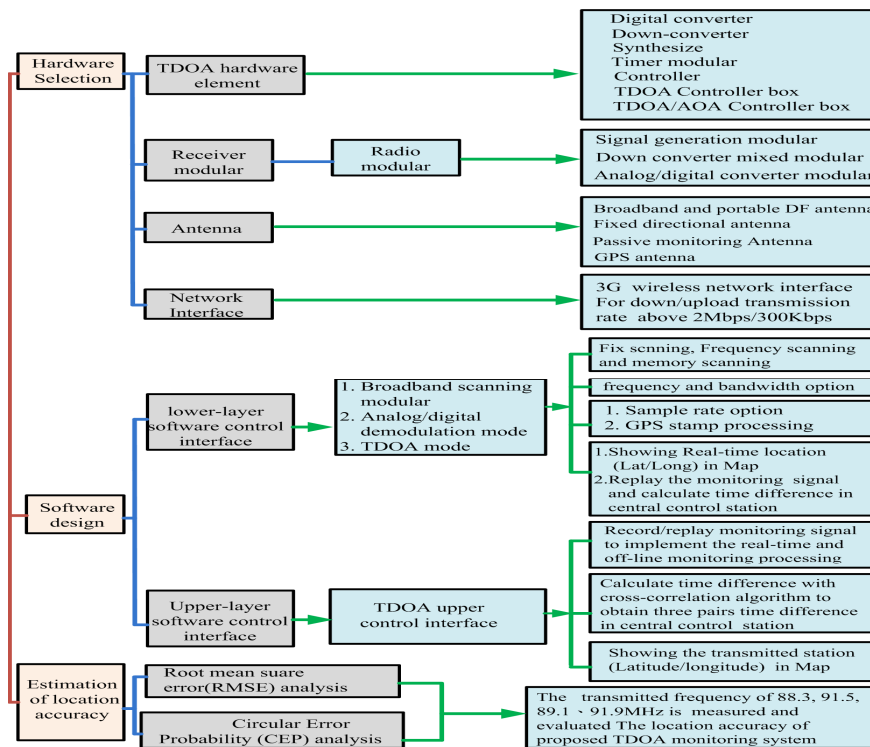 Hardware
Selection
TDOA hardware
element
Digital converter
Down-converter
Synthesize
Timer modular
Controller
TDOA Controller box
TDOA/AOA Controller box
Receiver
modular
Radio
modular
Signal generation modular
Down converter mixed modular
Analog/digital converter modular
Antenna
Broadband and portable DF antenna
Fixed directional antenna
Passive monitoring Antenna
GPS antenna
Network
Interface
3G wireless network interface
For down/upload transmission
rate above 2Mbps/300Kbps
Software
design
lower-layer
software control
interface
1. Broadband scanning
modular
2. Analog/digital
demodulation mode
3. TDOA mode
Fix scnning, Frequency scanning
and memory scanning
frequency and bandwidth option
1. Sample rate option
2. GPS stamp processing
1.Showing Real-time location
(Lat/Long) in Map
2.Replay the monitoring signal
and calculate time difference in
central control station
Upper-layer
software control
interface
TDOA upper
control interface
Record/replay monitoring signal
to implement the real-time and
off-line monitoring processing
Calculate time difference with
cross-correlation algorithm to
obtain three pairs time difference
in central control station
Showing the transmitted station
(Latitude/longitude) in Map
Estimation
of location
accuracy
Root mean suare
error(RMSE) analysis
Circular Error
Probability (CEP) analysis
The transmitted frequency of 88.3, 91.5,
89.1、91.9MHz is measured and
evaluated The location accuracy of
proposed TDOA monitoring system